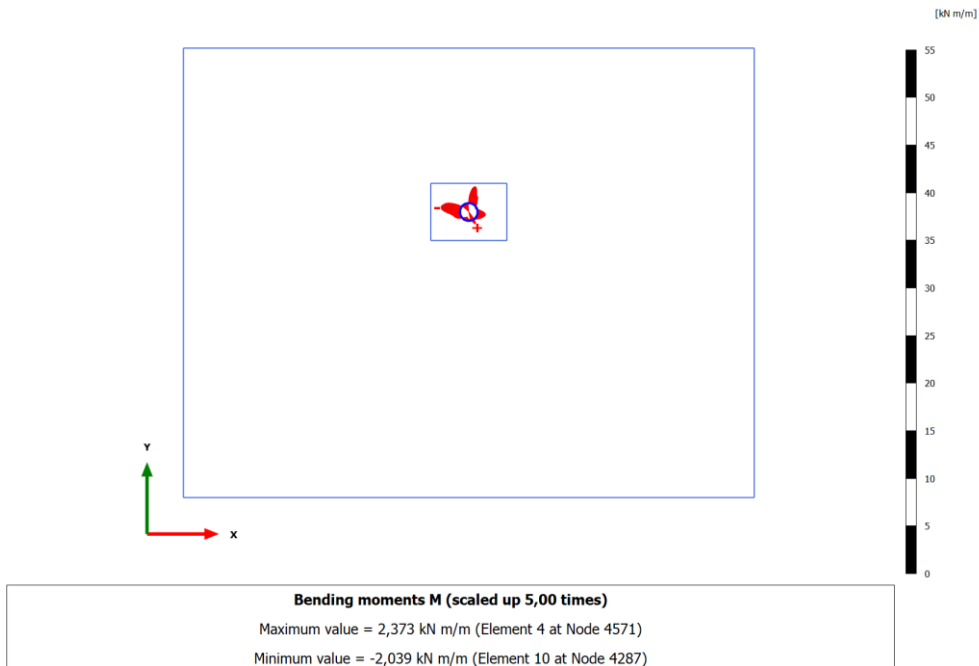 [kN m/m]
55
50
45
40
35
30
25
20
15
10
5
0
-
+
Y
X
Bending moments M (scaled up 5,00 times)
Maximum value = 2,373 kN m/m (Element 4 at Node 4571)
Minimum value = -2,039 kN m/m (Element 10 at Node 4287)